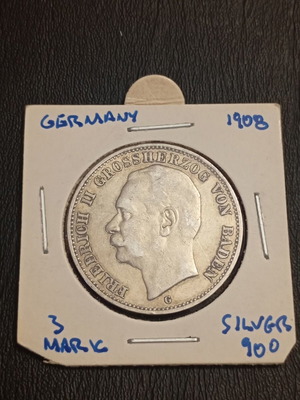 GERMANY 1908
FRIEDRICH II GROSSHERZOG VON BADEN
G
3 SILVER
MARK 900